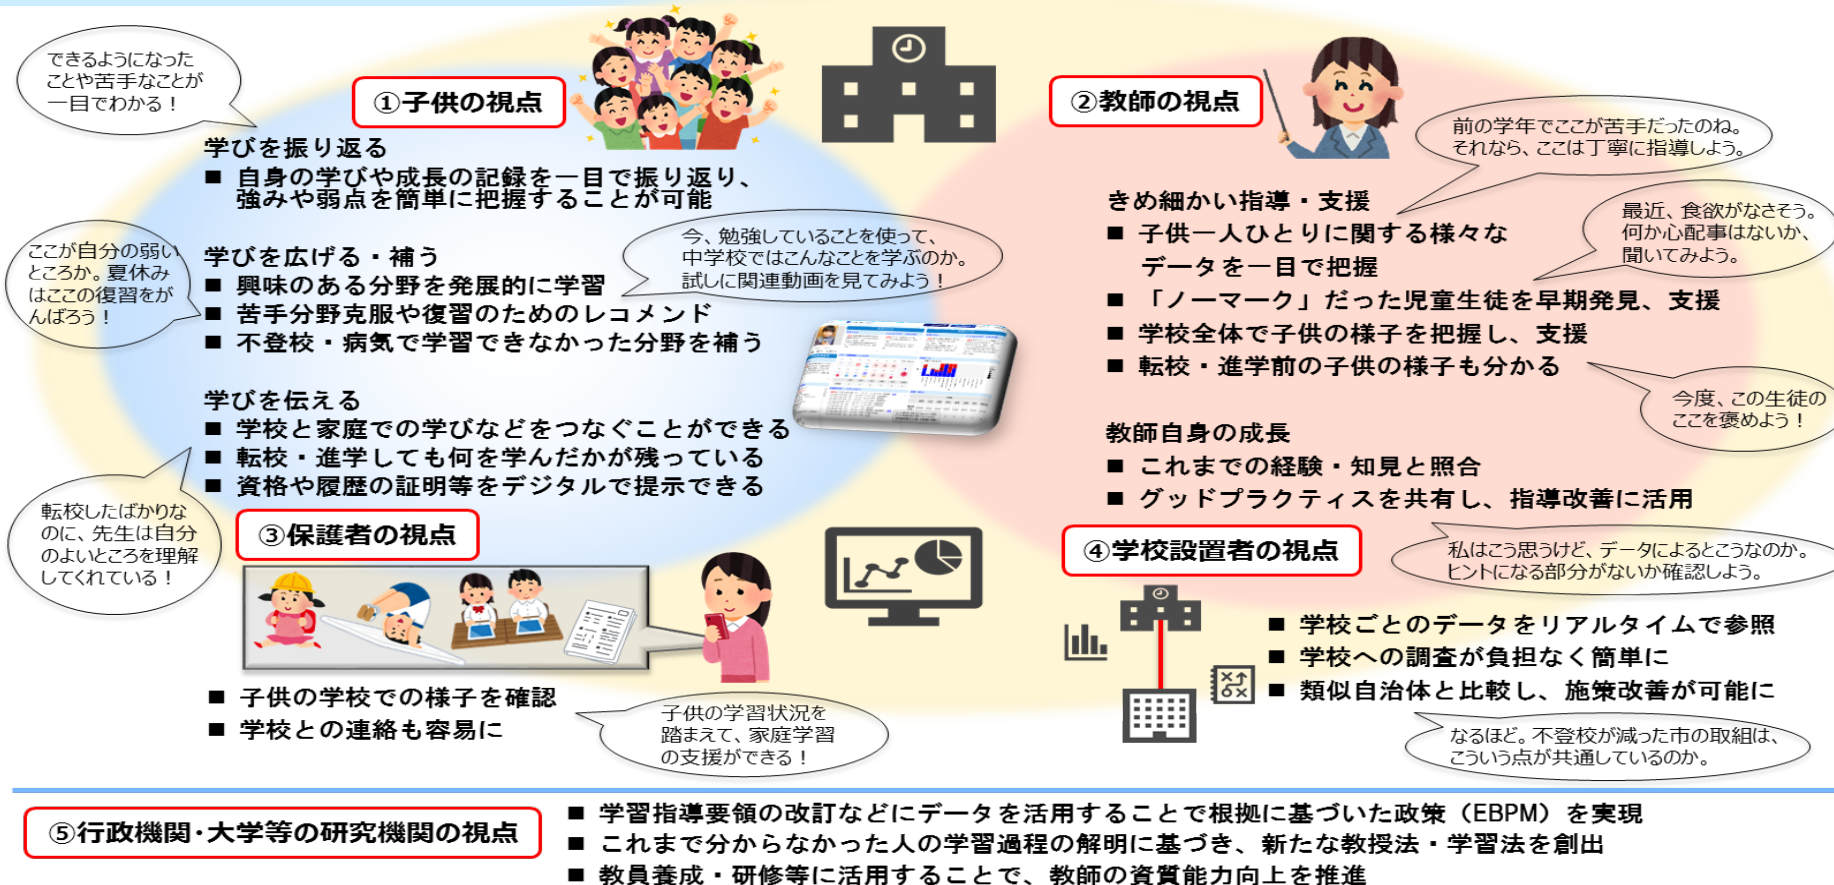 できるようになった
ことや苦手なことが
一目でわかる！
①子供の視点
学びを振り返る
■ 自身の学びや成長の記録を一目で振り返り、
強みや弱点を簡単に把握することが可能
ここが自分の弱い
ところか。夏休み
はここの復習をが
んばろう！
学びを広げる・補う
■ 興味のある分野を発展的に学習
■ 苦手分野克服や復習のためのレコメンド
■ 不登校・病気で学習できなかった分野を補う
今、勉強していることを使って、
中学校ではこんなことを学ぶのか。
試しに関連動画を見てみよう！
学びを伝える
■ 学校と家庭での学びなどをつなぐことができる
■ 転校・進学しても何を学んだかが残っている
■ 資格や履歴の証明等をデジタルで提示できる
転校したばかりな
のに、先生は自分
のよいところを理解
してくれている！
②教師の視点
前の学年でここが苦手だったのね。
それなら、ここは丁寧に指導しよう。
きめ細かい指導・支援
■ 子供一人ひとりに関する様々な
データを一目で把握
■ 「ノーマーク」だった児童生徒を早期発見、支援
■ 学校全体で子供の様子を把握し、支援
■ 転校・進学前の子供の様子も分かる
最近、食欲がなさそう。
何か心配事はないか、
聞いてみよう。
今度、この生徒の
ここを褒めよう！
教師自身の成長
■ これまでの経験・知見と照合
■ グッドプラクティスを共有し、指導改善に活用
私はこう思うけど、データによるとこうなのか。
ヒントになる部分がないか確認しよう。
③保護者の視点
■ 子供の学校での様子を確認
■ 学校との連絡も容易に
子供の学習状況を
踏まえて、家庭学習
の支援ができる！
④学校設置者の視点
■ 学校ごとのデータをリアルタイムで参照
■ 学校への調査が負担なく簡単に
■ 類似自治体と比較し、施策改善が可能に
なるほど。不登校が減った市の取組は、
こういう点が共通しているのか。
⑤行政機関・大学等の研究機関の視点
■ 学習指導要領の改訂などにデータを活用することで根拠に基づいた政策（EBPM）を実現
■ これまで分からなかった人の学習過程の解明に基づき、新たな教授法・学習法を創出
■ 教員養成・研修等に活用することで、教師の資質能力向上を推進